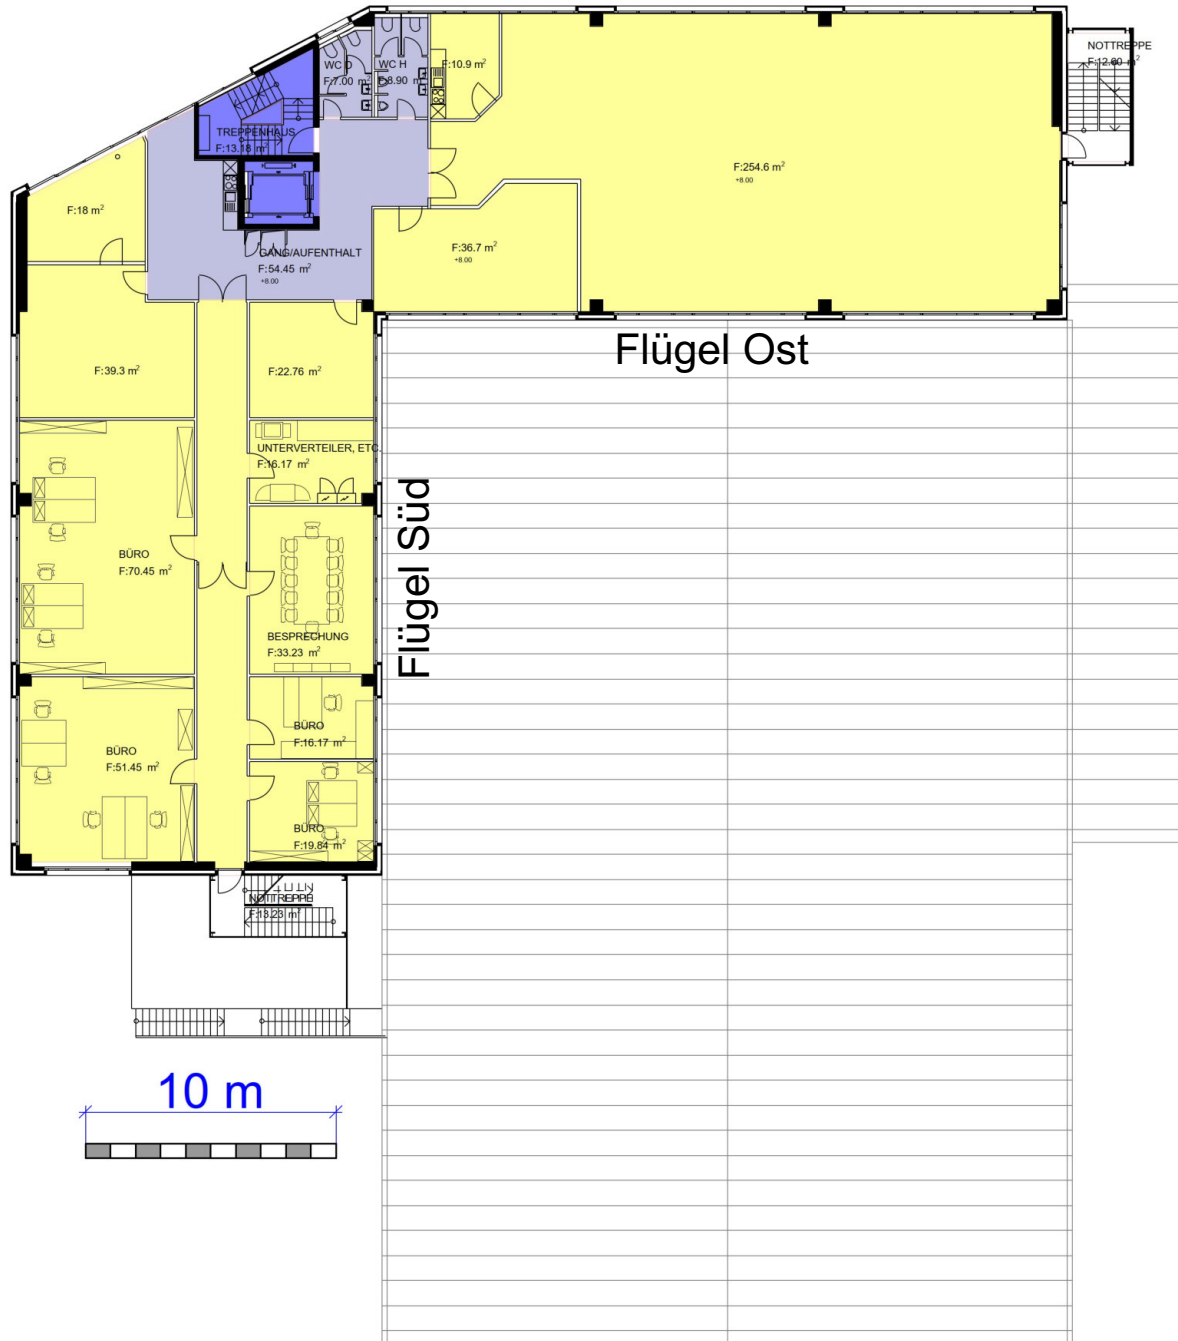 NOTTREPPE
F:12.60 m²
WC D
F:7.00 m²
WC H
F:8.90 m²
F:10.9 m²
TREPPENHAUS
F:13.18 m²
F:254.6 m²
+8.00
F:18 m²
F:36.7 m²
+8.00
GANG/AUFENTHALT
F:54.45 m²
+8.00
Flügel Ost
F:39.3 m²
F:22.76 m²
UNTERVERTEILER, ETC.
F:16.17 m²
Flügel Süd
BÜRO
F:70.45 m²
BESPRECHUNG
F:33.23 m²
BÜRO
F:16.17 m²
BÜRO
F:51.45 m²
BÜRO
F:19.84 m²
NOTTREPPE
F:13.23 m²
10 m